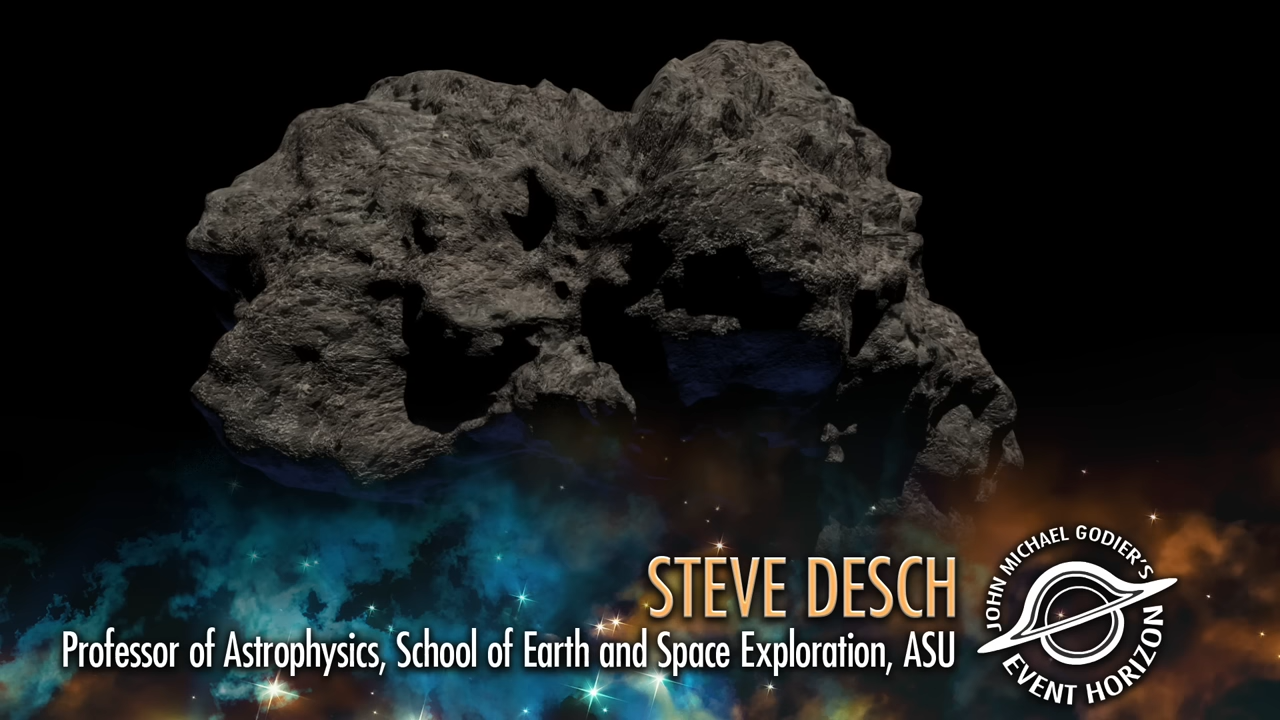 STEVE DESCH
Professor of Astrophysics, School of Earth and Space Exploration, ASU
JOHN MICHAEL GODIER'S
EVENT HORIZON